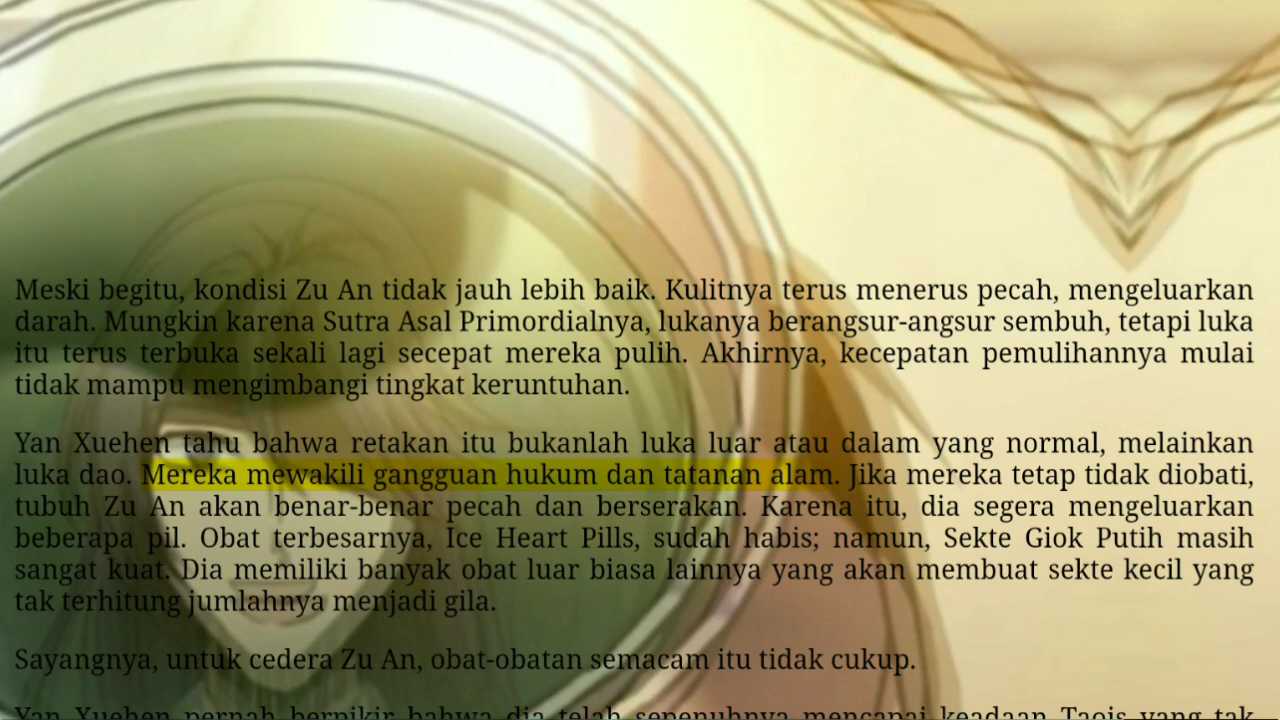 Meski begitu, kondisi Zu An tidak jauh lebih baik. Kulitnya terus menerus pecah, mengeluarkan
darah. Mungkin karena Sutra Asal Primordialnya, lukanya berangsur-angsur sembuh, tetapi luka
itu terus terbuka sekali lagi secepat mereka pulih. Akhirnya, kecepatan pemulihannya mulai
tidak mampu mengimbangi tingkat keruntuhan.
Yan Xuehen tahu bahwa retakan itu bukanlah luka luar atau dalam yang normal, melainkan
luka dao. Mereka mewakili gangguan hukum dan tatanan alam. Jika mereka tetap tidak diobati,
tubuh Zu An akan benar-benar pecah dan berserakan. Karena itu, dia segera mengeluarkan
beberapa pil. Obat terbesarnya, Ice Heart Pills, sudah habis; namun, Sekte Giok Putih masih
sangat kuat. Dia memiliki banyak obat luar biasa lainnya yang akan membuat sekte kecil yang
tak terhitung jumlahnya menjadi gila.
Sayangnya, untuk cedera Zu An, obat-obatan semacam itu tidak cukup.
Yan Xuehen pernah berpikir bahwa dia telah sepenuhnya mencapai keadaan Taois yang tak